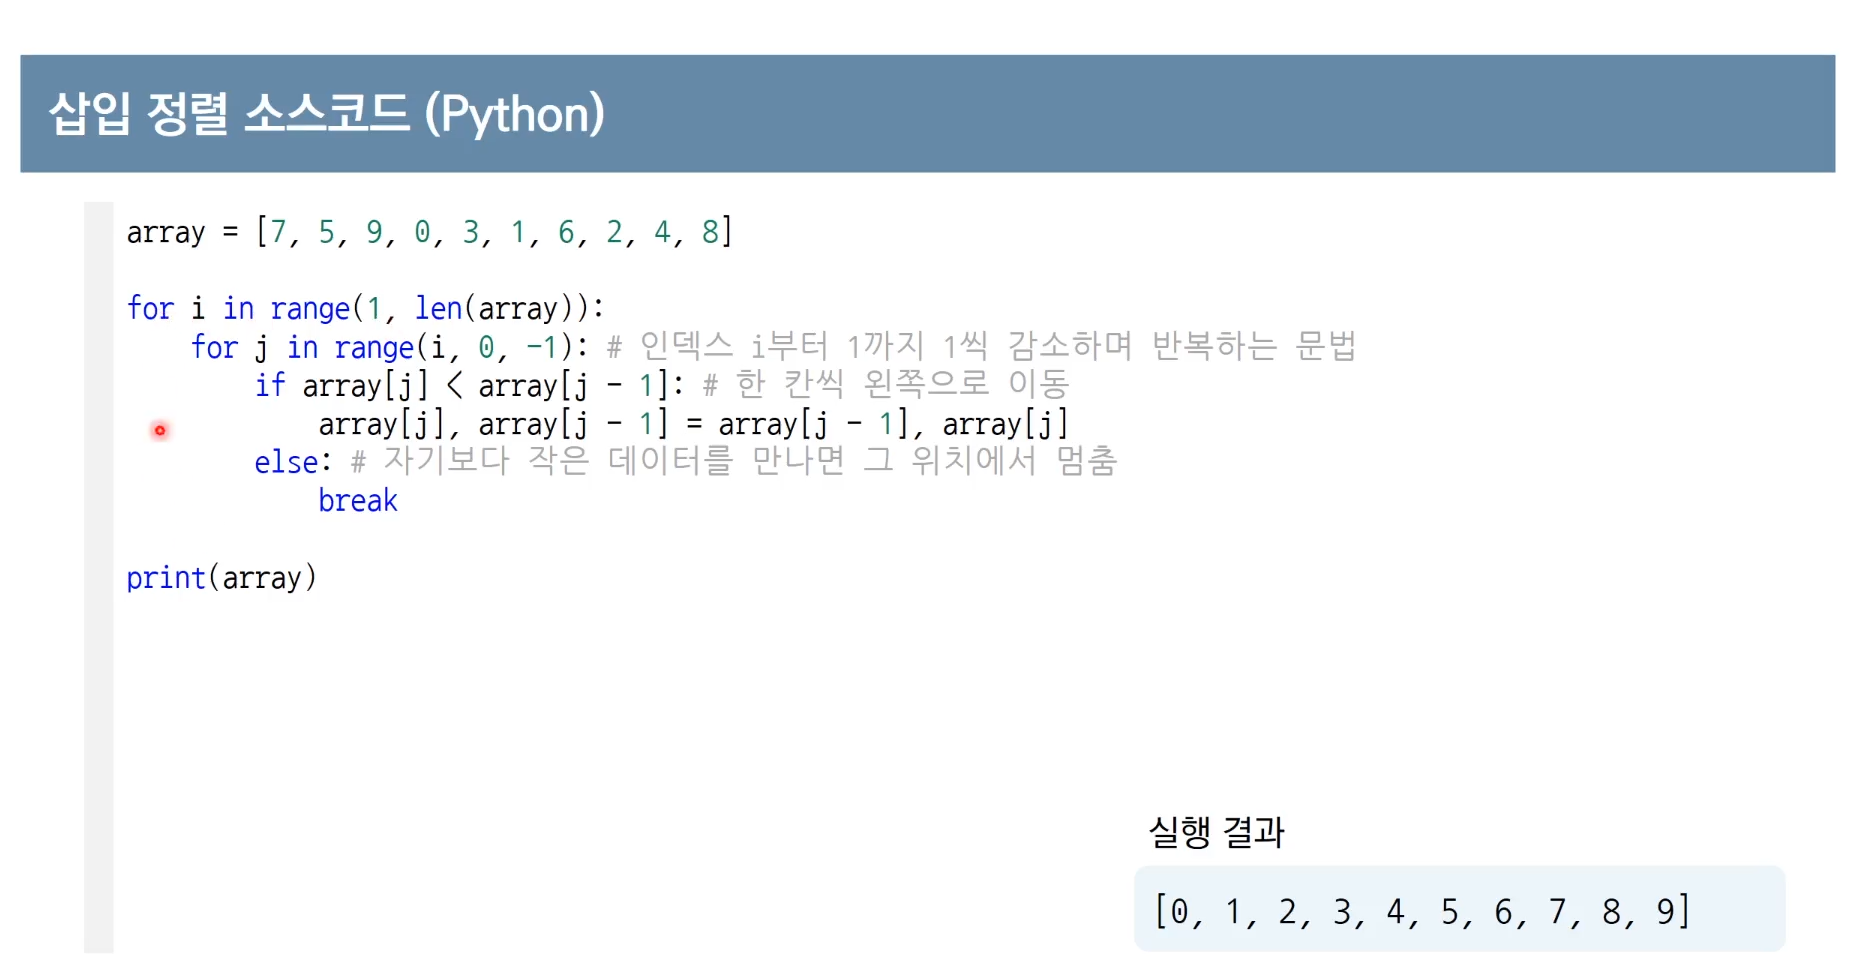 삽입 정렬 소스코드 (Python)
array = [7, 5, 9, 0, 3, 1, 6, 2, 4, 8]
for i in range(1, len(array)):
    for j in range(i, 0, -1): # 인덱스 i부터 1까지 1씩 감소하며 반복하는 문법
        if array[j] < array[j - 1]: # 한 칸씩 왼쪽으로 이동
            array[j], array[j - 1] = array[j - 1], array[j]
        else: # 자기보다 작은 데이터를 만나면 그 위치에서 멈춤
            break
print(array)
실행 결과
[0, 1, 2, 3, 4, 5, 6, 7, 8, 9]